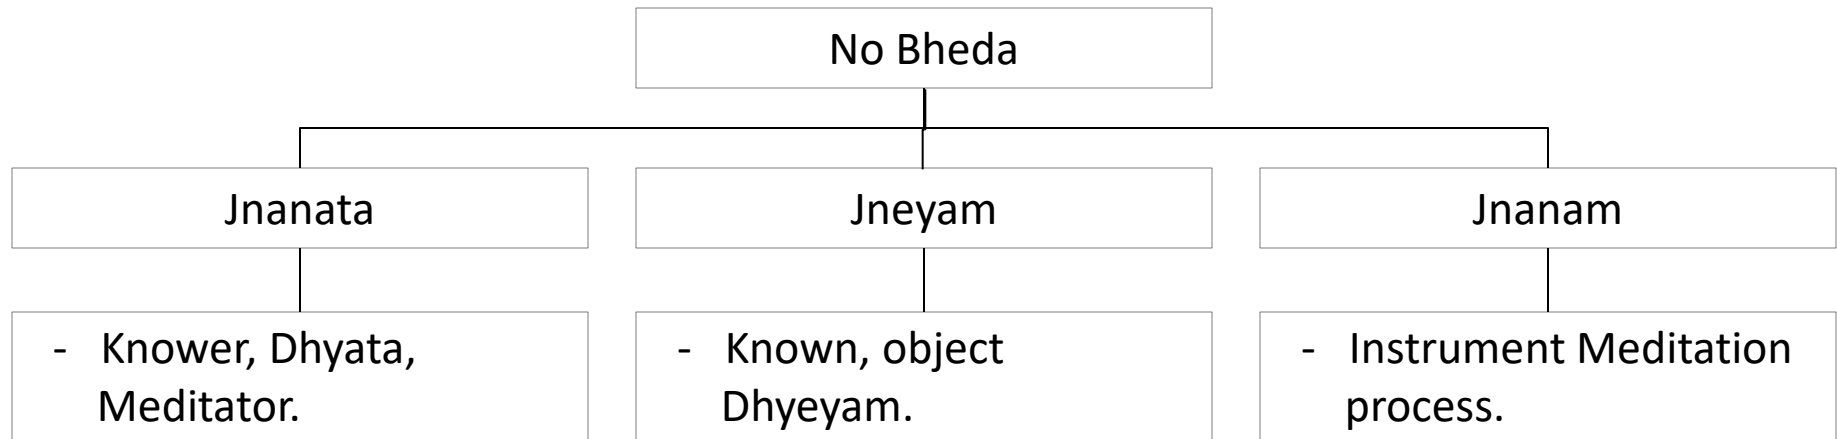 No Bheda
Jnanata
Jneyam
Jnanam
- Knower, Dhyata,
Meditator.
- Known, object
Dhyeyam.
- Instrument Meditation
process.